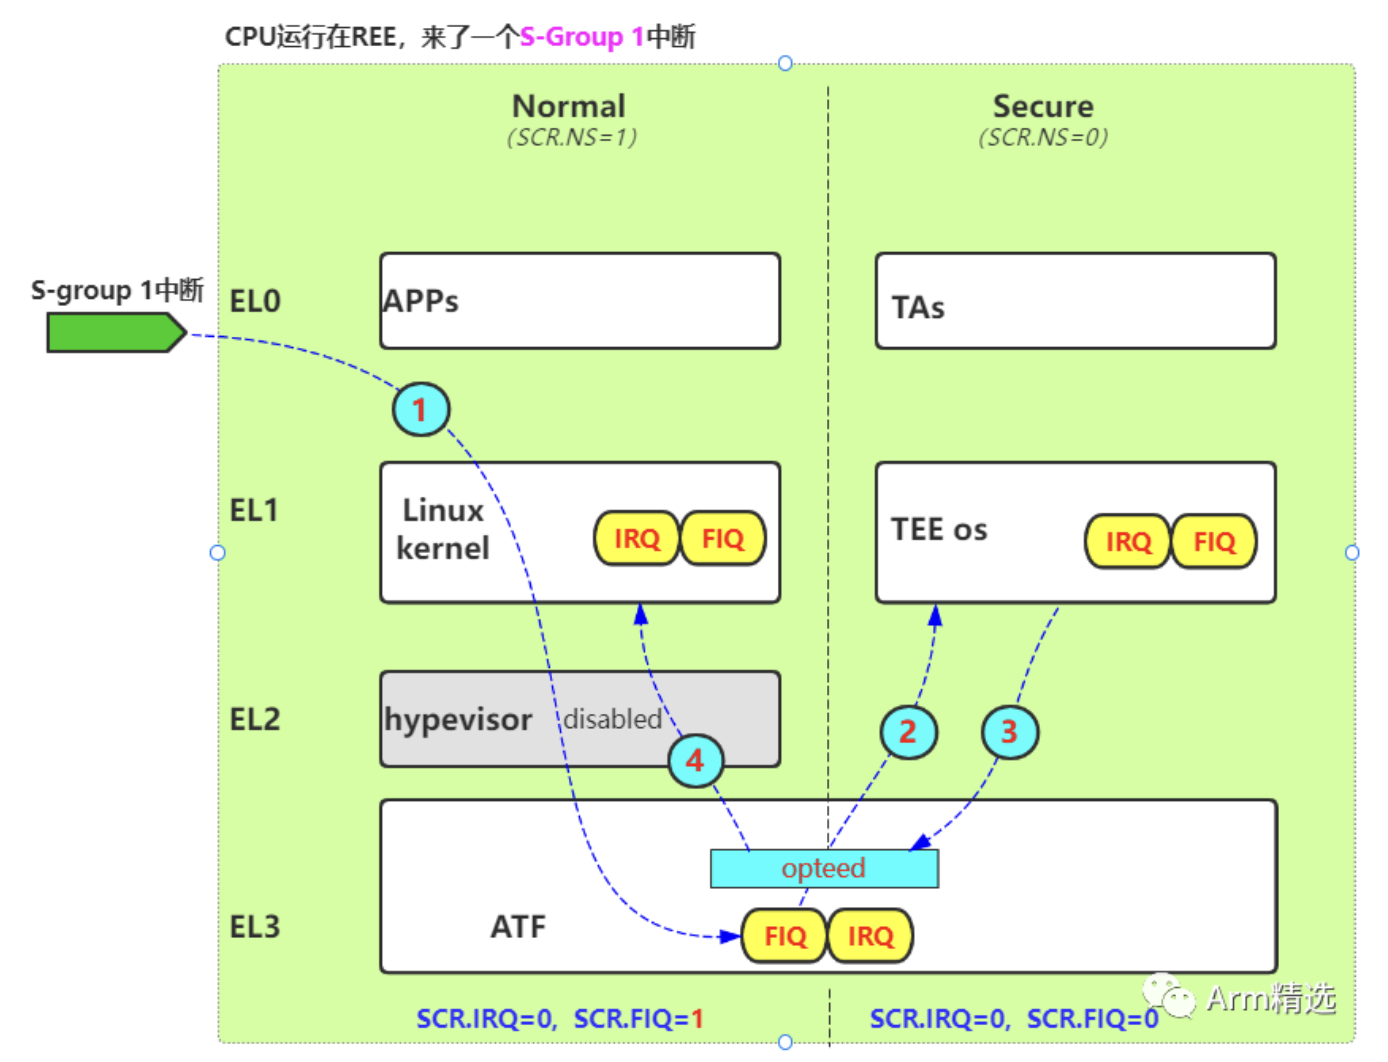 CPU运行在REE，来了一个S-Group 1中断
Normal
(SCR.NS=1)
Secure
(SCR.NS=0)
S-group 1中断
EL0
APPs
TAs
1
EL1
Linux
kernel
IRQ
FIQ
TEE os
IRQ
FIQ
EL2
hypevisor
disabled
4
2
3
opteed
EL3
ATF
FIQ
IRQ
Arm精选
SCR.IRQ=0, SCR.FIQ=1
SCR.IRQ=0, SCR.FIQ=0